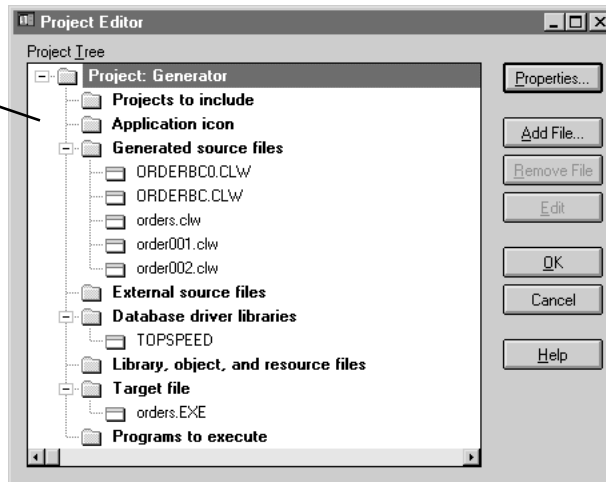 Project Editor
Project Tree
Project: Generator
Properties...
Projects to include
Application icon
Add File...
Generated source files
ORDERBC0.CLW
Remove File
ORDERBC.CLW
Edit
orders.clw
order001.clw
order002.clw
OK
External source files
Cancel
Database driver libraries
TOPSPEED
Help
Library, object, and resource files
Target file
orders.EXE
Programs to execute